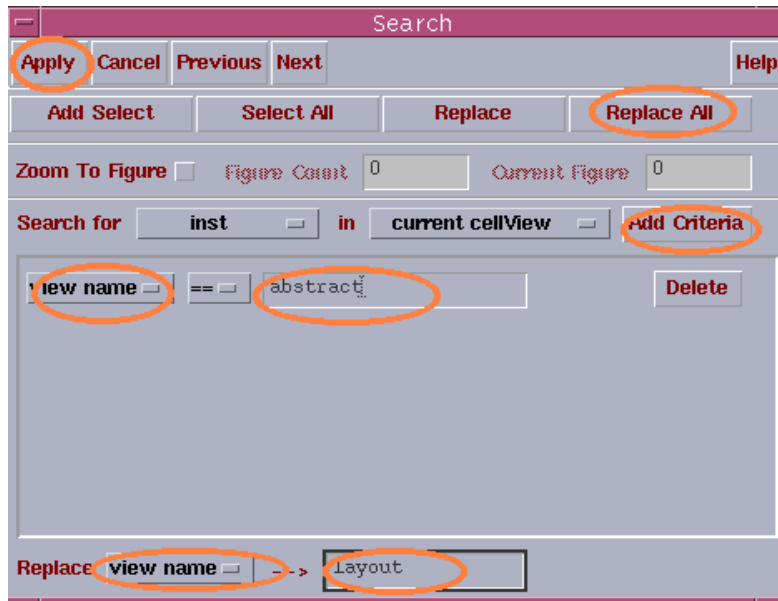 Search
Apply Cancel Previous Next Help
Add Select Select All Replace Replace All
Zoom To Figure Figure Count 0 Current Figure 0
Search for inst in current cellView Add Criteria
view name == abstract Delete
Replace view name --> layout